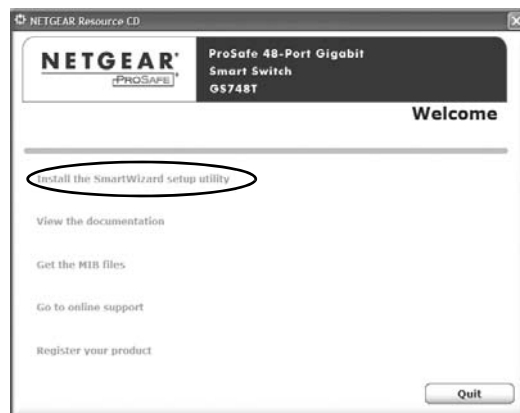 NETGEAR Resource CD
NETGEAR®
PROSAFE™
ProSafe 48-Port Gigabit
Smart Switch
GS748T
Welcome
Install the SmartWizard setup utility
View the documentation
Get the MIB files
Go to online support
Register your product
Quit